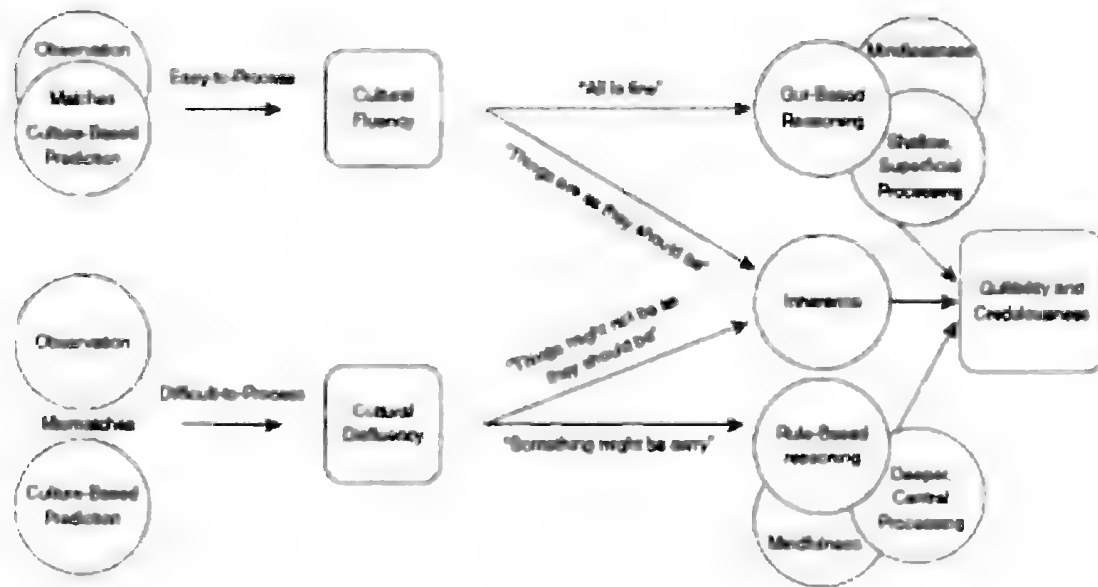 Observation
Matches
Culture-Based
Prediction
Easy-to-Process
Cultural
Fluency
"All is fine"
"Things are as they should be"
Gut-Based
Reasoning
Mindlessness
Shallow,
Superficial
Processing
Observation
Mismatches
Culture-Based
Prediction
Difficult-to-Process
Cultural
Disfluency
"Things might not be as
they should be"
"Something might be awry"
Inherence
Gullibility and
Credulousness
Rule-Based
reasoning
Deeper,
Central
Processing
Mindfulness